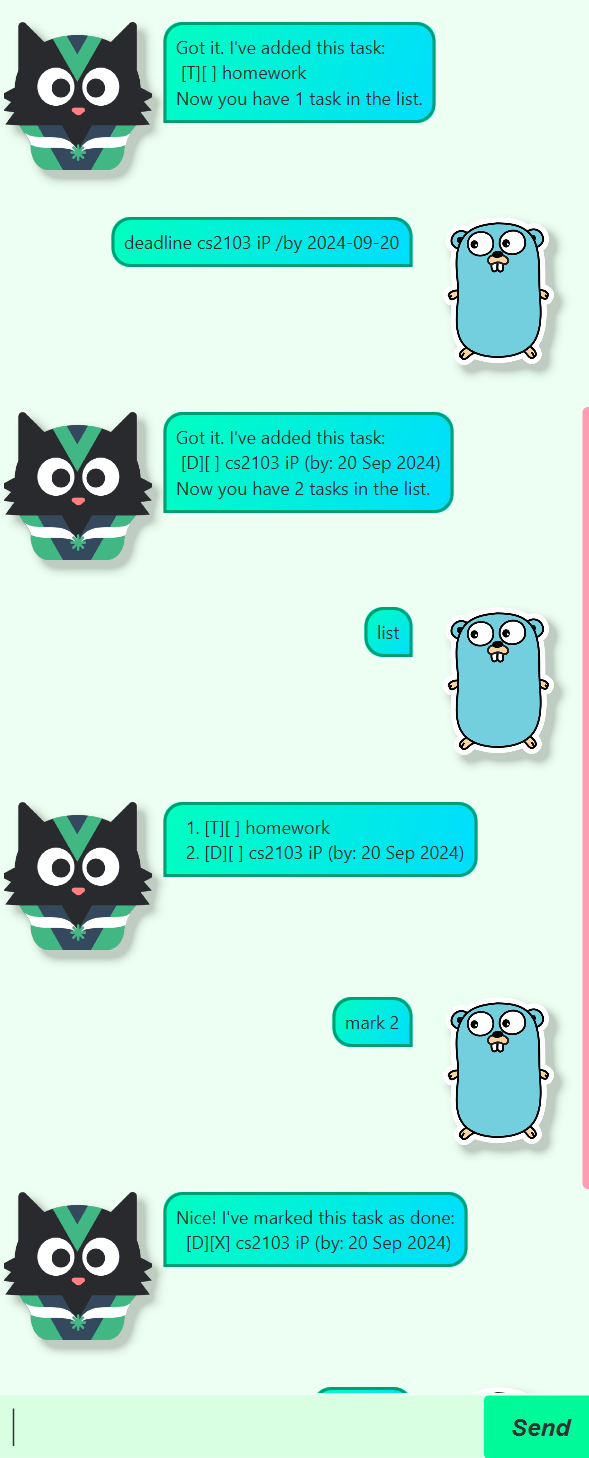 Got it. I've added this task:
[T][ ] homework
Now you have 1 task in the list.
deadline cs2103 iP /by 2024-09-20
Got it. I've added this task:
[D][ ] cs2103 iP (by: 20 Sep 2024)
Now you have 2 tasks in the list.
list
1. [T][ ] homework
2. [D][ ] cs2103 iP (by: 20 Sep 2024)
mark 2
Nice! I've marked this task as done:
[D][X] cs2103 iP (by: 20 Sep 2024)
Send